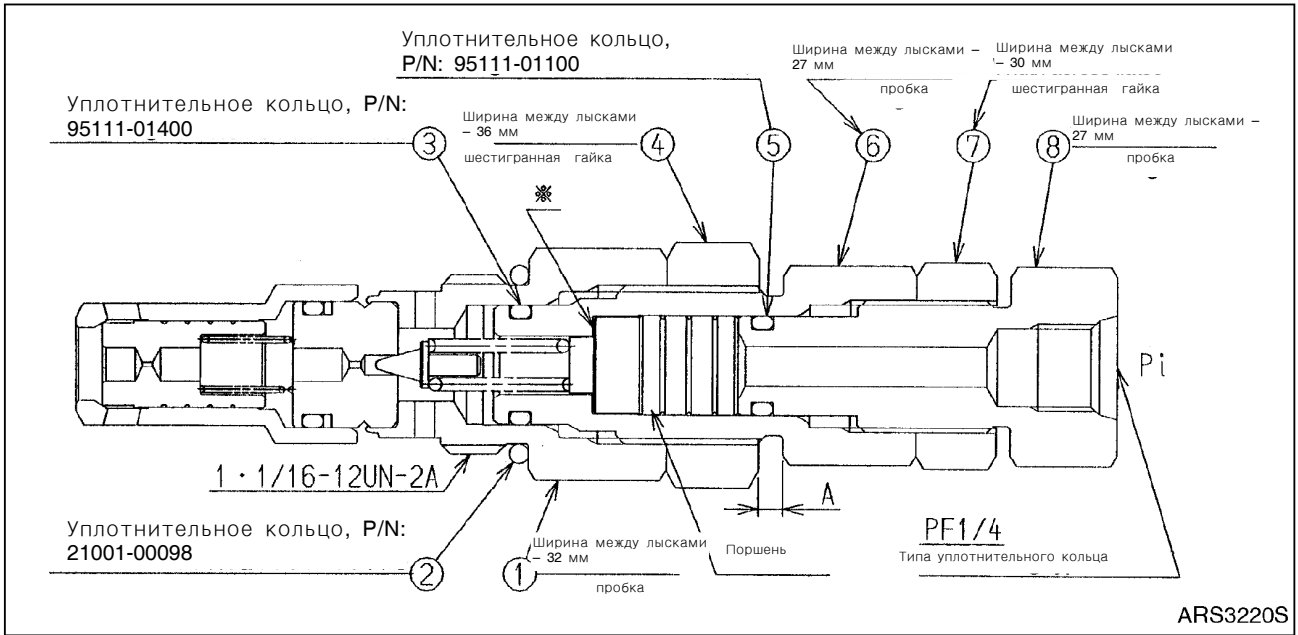 Уплотнительное кольцо,
P/N: 95111-01100
Ширина между лысками –
27 мм
пробка
Ширина между лысками
– 30 мм
шестигранная гайка
Уплотнительное кольцо, P/N:
95111-01400
Ширина между лысками
– 36 мм
шестигранная гайка
Ширина между лысками –
27 мм
пробка
3
4
5
6
7
8
※
Pi
1・1/16-12UN-2A
A
Уплотнительное кольцо, P/N:
21001-00098
2
1
Ширина между лысками
– 32 мм
пробка
Поршень
PF1/4
Типа уплотнительного кольца
ARS3220S